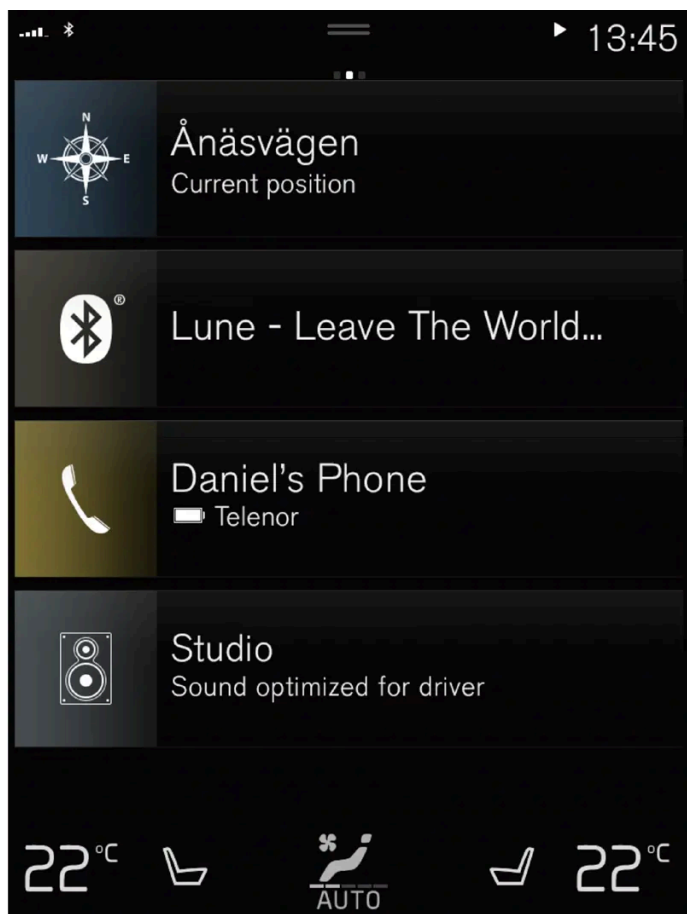 13:45
N
W E
S
Ånäsvägen
Current position
®
Lune - Leave The World...
Daniel's Phone
Telenor
Studio
Sound optimized for driver
22°C
AUTO
22°C